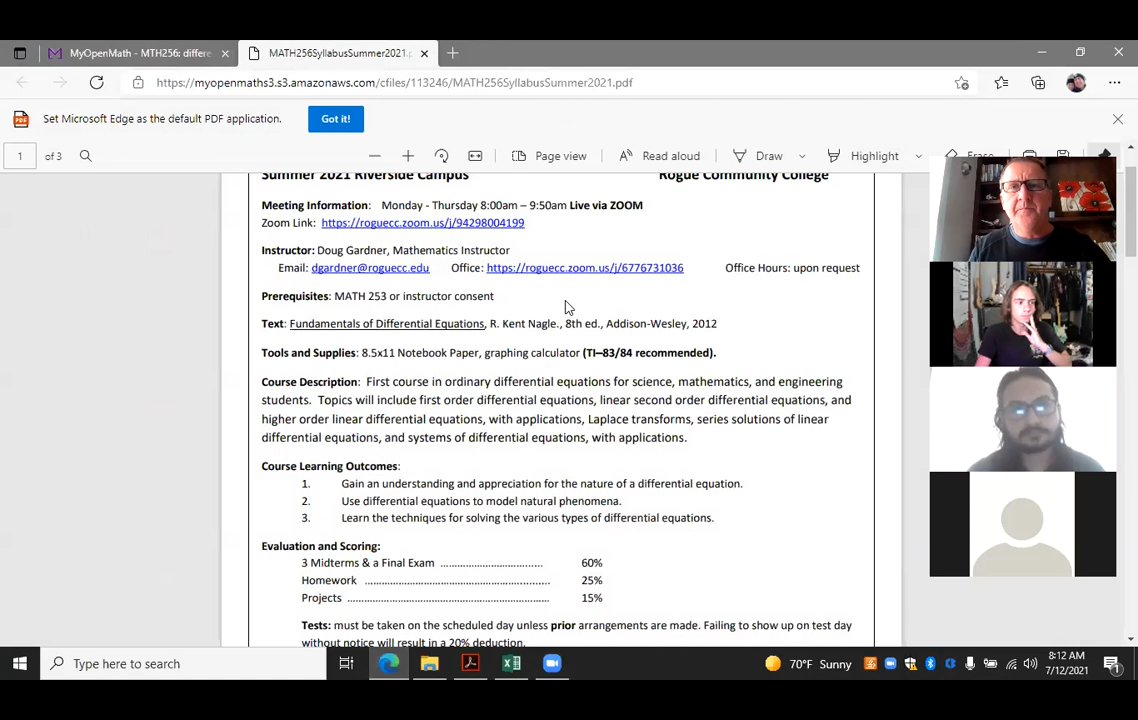 MyOpenMath - MTH256: differe
MATH256SyllabusSummer2021.p
https://myopenmaths3.s3.amazonaws.com/cfiles/113246/MATH256SyllabusSummer2021.pdf
Set Microsoft Edge as the default PDF application. Got it!
1 of 3 Page view Read aloud Draw Highlight Erase
Summer 2021 Riverside Campus Rogue Community College
Meeting Information: Monday - Thursday 8:00am – 9:50am Live via ZOOM
Zoom Link: https://roguecc.zoom.us/j/94298004199
Instructor: Doug Gardner, Mathematics Instructor
Email: dgardner@roguecc.edu Office: https://roguecc.zoom.us/j/6776731036 Office Hours: upon request
Prerequisites: MATH 253 or instructor consent
Text: Fundamentals of Differential Equations, R. Kent Nagle., 8th ed., Addison-Wesley, 2012
Tools and Supplies: 8.5x11 Notebook Paper, graphing calculator (TI–83/84 recommended).
Course Description: First course in ordinary differential equations for science, mathematics, and engineering
students. Topics will include first order differential equations, linear second order differential equations, and
higher order linear differential equations, with applications, Laplace transforms, series solutions of linear
differential equations, and systems of differential equations, with applications.
Course Learning Outcomes:
1. Gain an understanding and appreciation for the nature of a differential equation.
2. Use differential equations to model natural phenomena.
3. Learn the techniques for solving the various types of differential equations.
Evaluation and Scoring:
3 Midterms & a Final Exam ................................. 60%
Homework ........................................................ 25%
Projects ............................................................. 15%
Tests: must be taken on the scheduled day unless prior arrangements are made. Failing to show up on test day
without notice will result in a 20% deduction.
Type here to search
70°F Sunny
8:12 AM
7/12/2021
1